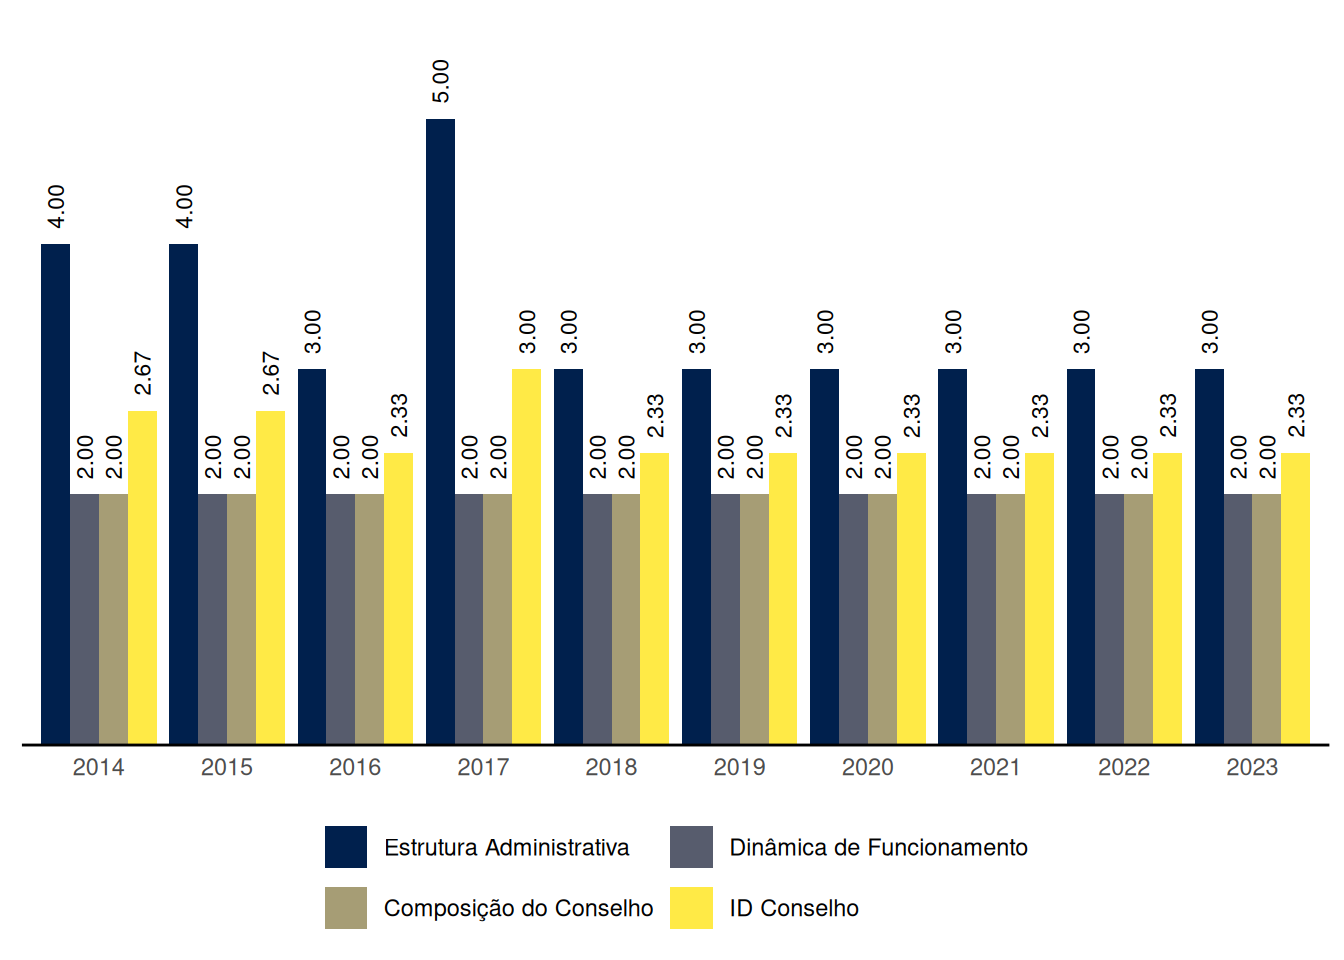 5.00
4.00 4.00
3.00 3.00 3.00 3.00 3.00 3.00 3.00 3.00
2.67 2.67
2.33 2.33 2.33 2.33 2.33 2.33 2.33
2.00 2.00 2.00 2.00 2.00 2.00 2.00 2.00 2.00 2.00 2.00 2.00 2.00 2.00 2.00 2.00 2.00 2.00 2.00 2.00
2014 2015 2016 2017 2018 2019 2020 2021 2022 2023
Estrutura Administrativa Dinâmica de Funcionamento
Composição do Conselho ID Conselho